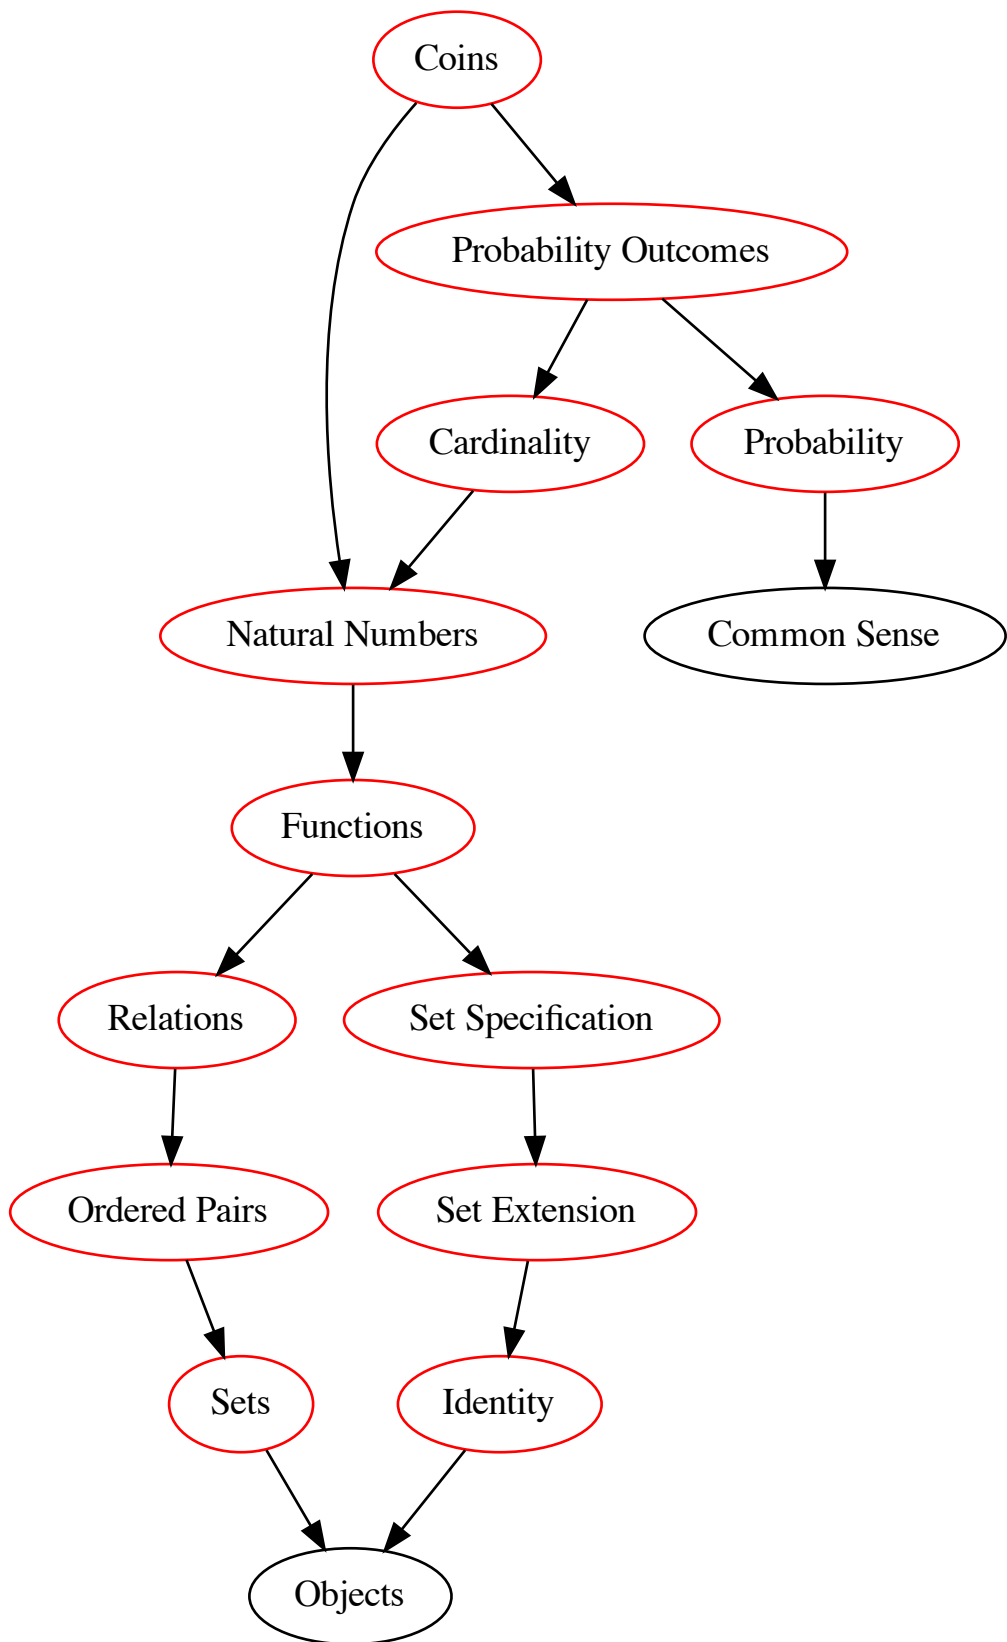 Coins
Probability Outcomes
Cardinality
Probability
Natural Numbers
Common Sense
Functions
Relations
Set Specification
Ordered Pairs
Set Extension
Sets
Identity
Objects